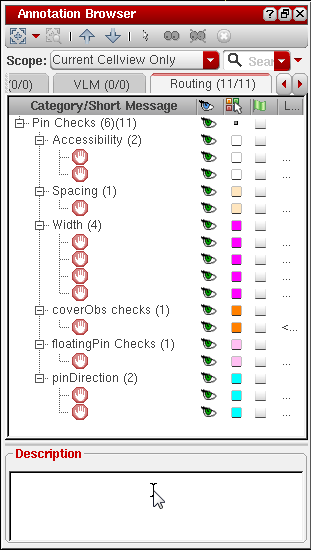 Annotation Browser
Scope: Current Cellview Only Sear
(0/0) VLM (0/0) Routing (11/11)
Category/Short Message L...
Pin Checks (6)(11)
Accessibility (2)
...
...
Spacing (1)
...
Width (4)
...
...
...
...
coverObs checks (1)
<...
floatingPin Checks (1)
...
pinDirection (2)
...
...
Description